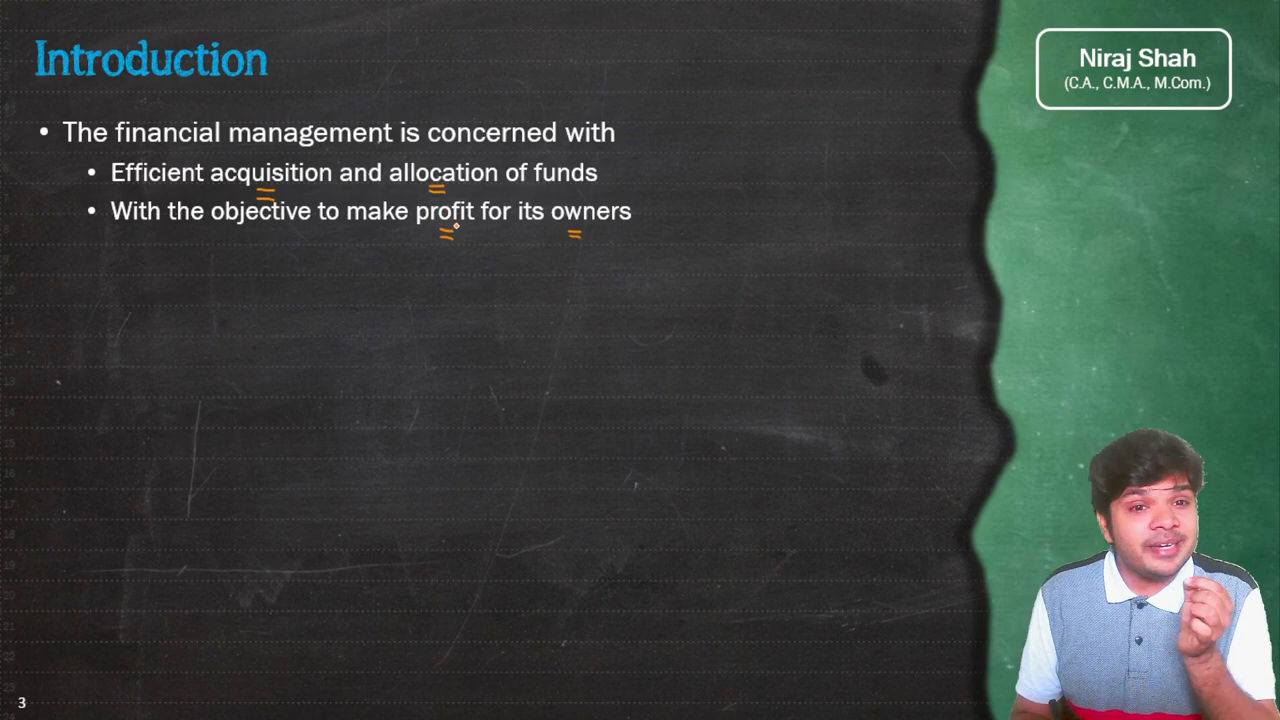 Introduction
Niraj Shah
(C.A., C.M.A., M.Com.)
• The financial management is concerned with
• Efficient acquisition and allocation of funds
• With the objective to make profit for its owners
3